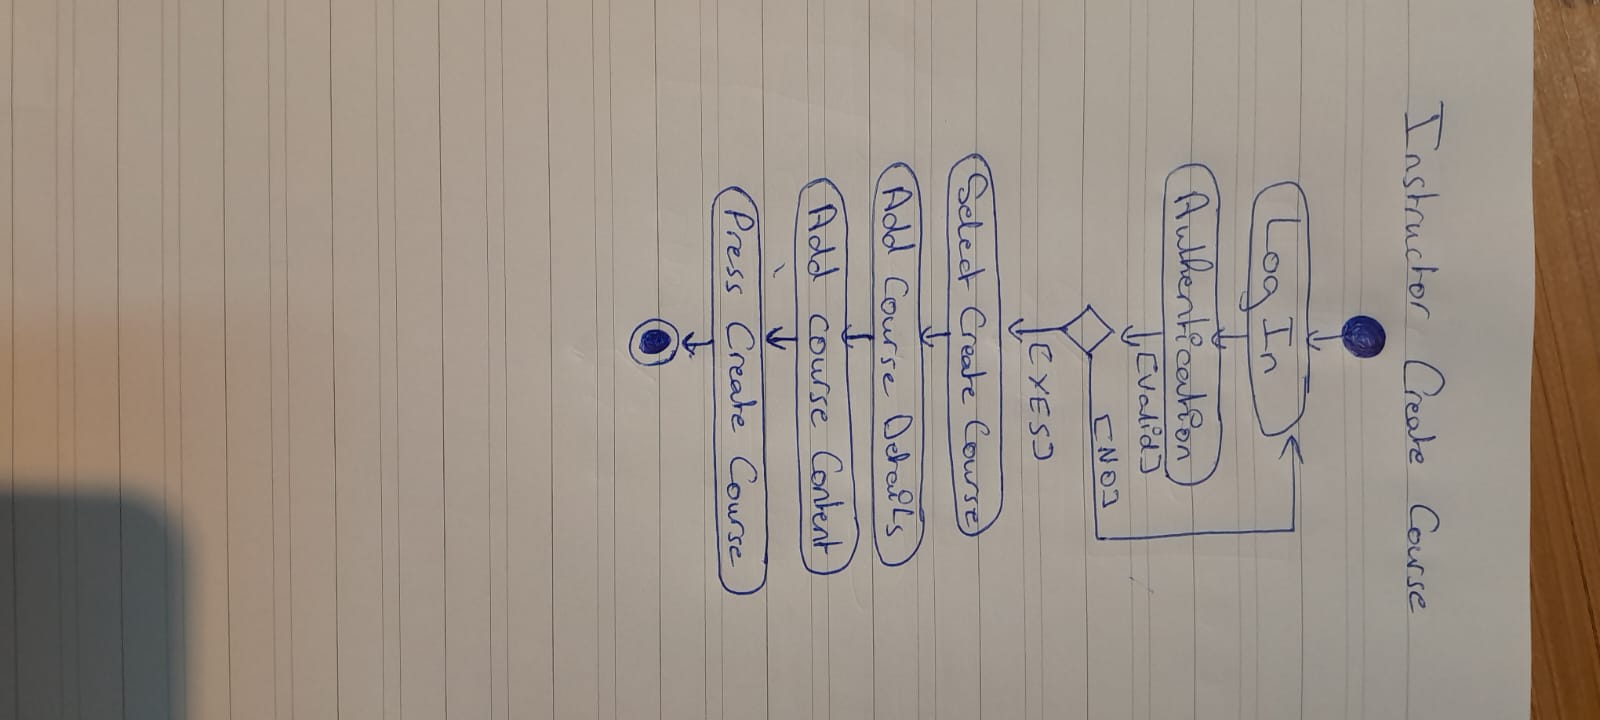 Instructor Create Course
Log In
Authentication
[Valid]
[NO]
[YES]
Select Create Course
Add Course Details
Add course Content
Press Create Course